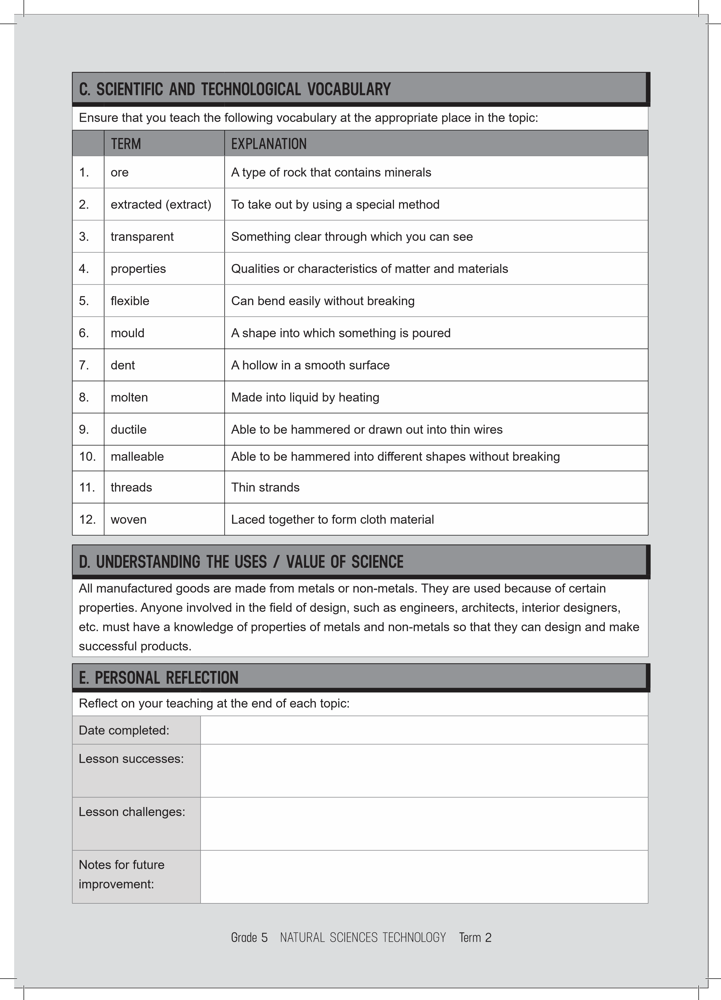 C. SCIENTIFIC AND TECHNOLOGICAL VOCABULARY
Ensure that you teach the following vocabulary at the appropriate place in the topic:
TERM EXPLANATION
1. ore A type of rock that contains minerals
2. extracted (extract) To take out by using a special method
3. transparent Something clear through which you can see
4. properties Qualities or characteristics of matter and materials
5. flexible Can bend easily without breaking
6. mould A shape into which something is poured
7. dent A hollow in a smooth surface
8. molten Made into liquid by heating
9. ductile Able to be hammered or drawn out into thin wires
10. malleable Able to be hammered into different shapes without breaking
11. threads Thin strands
12. woven Laced together to form cloth material
D. UNDERSTANDING THE USES / VALUE OF SCIENCE
All manufactured goods are made from metals or non-metals. They are used because of certain
properties. Anyone involved in the field of design, such as engineers, architects, interior designers,
etc. must have a knowledge of properties of metals and non-metals so that they can design and make
successful products.
E. PERSONAL REFLECTION
Reflect on your teaching at the end of each topic:
Date completed:
Lesson successes:
Lesson challenges:
Notes for future
improvement:
Grade 5 NATURAL SCIENCES TECHNOLOGY Term 2